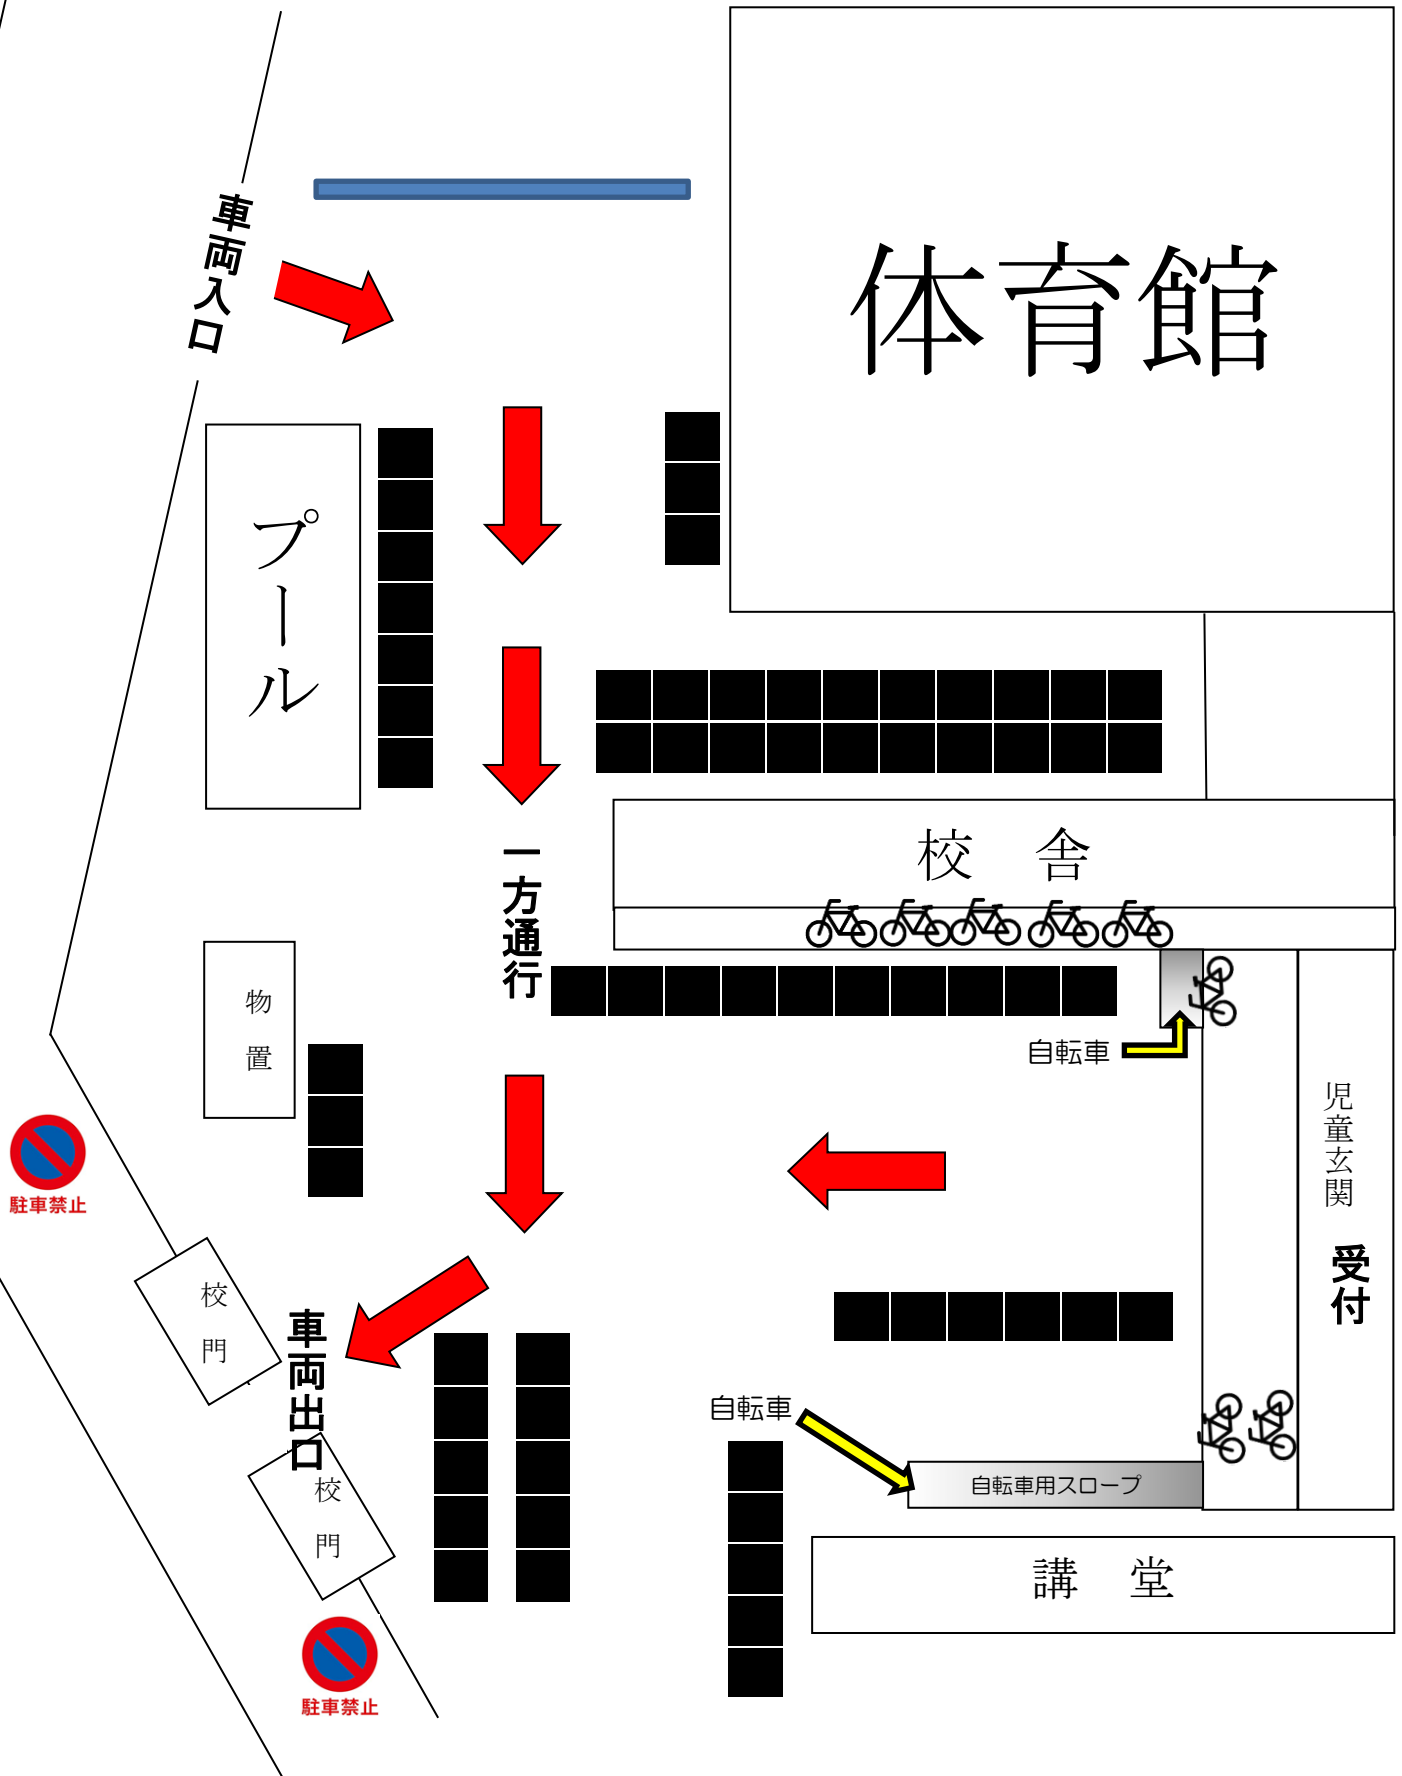 車両入口
体育館
プール
校 舎
一方通行
物置
自転車
児童玄関 受付
駐車禁止
校門
車両出口
自転車
校門
自転車用スロープ
講 堂
駐車禁止